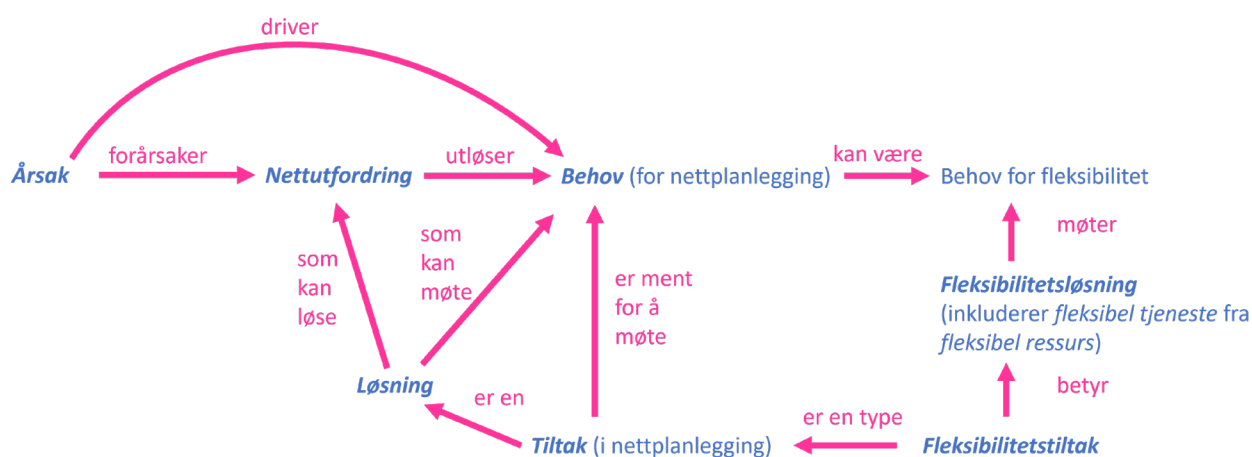 driver
forårsaker
utløser
kan være
Årsak
Nettutfordring
Behov (for nettplanlegging)
Behov for fleksibilitet
som
kan
løse
som
kan
møte
er ment
for å
møte
møter
Fleksibilitetsløsning
(inkluderer fleksibel tjeneste fra
fleksibel ressurs)
Løsning
er en
betyr
Tiltak (i nettplanlegging)
er en type
Fleksibilitetstiltak